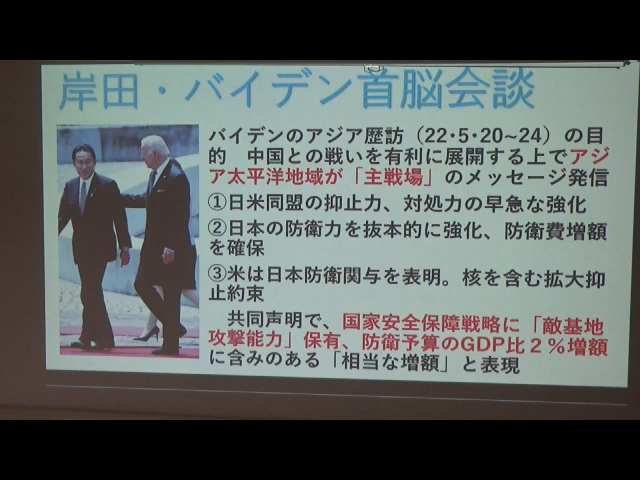 岸田・バイデン首脳会談
バイデンのアジア歴訪（22・5・20~24）の目
的　中国との戦いを有利に展開する上でアジ
ア太平洋地域が「主戦場」のメッセージ発信
①日米同盟の抑止力、対処力の早急な強化
②日本の防衛力を抜本的に強化、防衛費増額
を確保
③米は日本防衛関与を表明。核を含む拡大抑
止約束
　共同声明で、国家安全保障戦略に「敵基地
攻撃能力」保有、防衛予算のGDP比２％増額
に含みのある「相当な増額」と表現